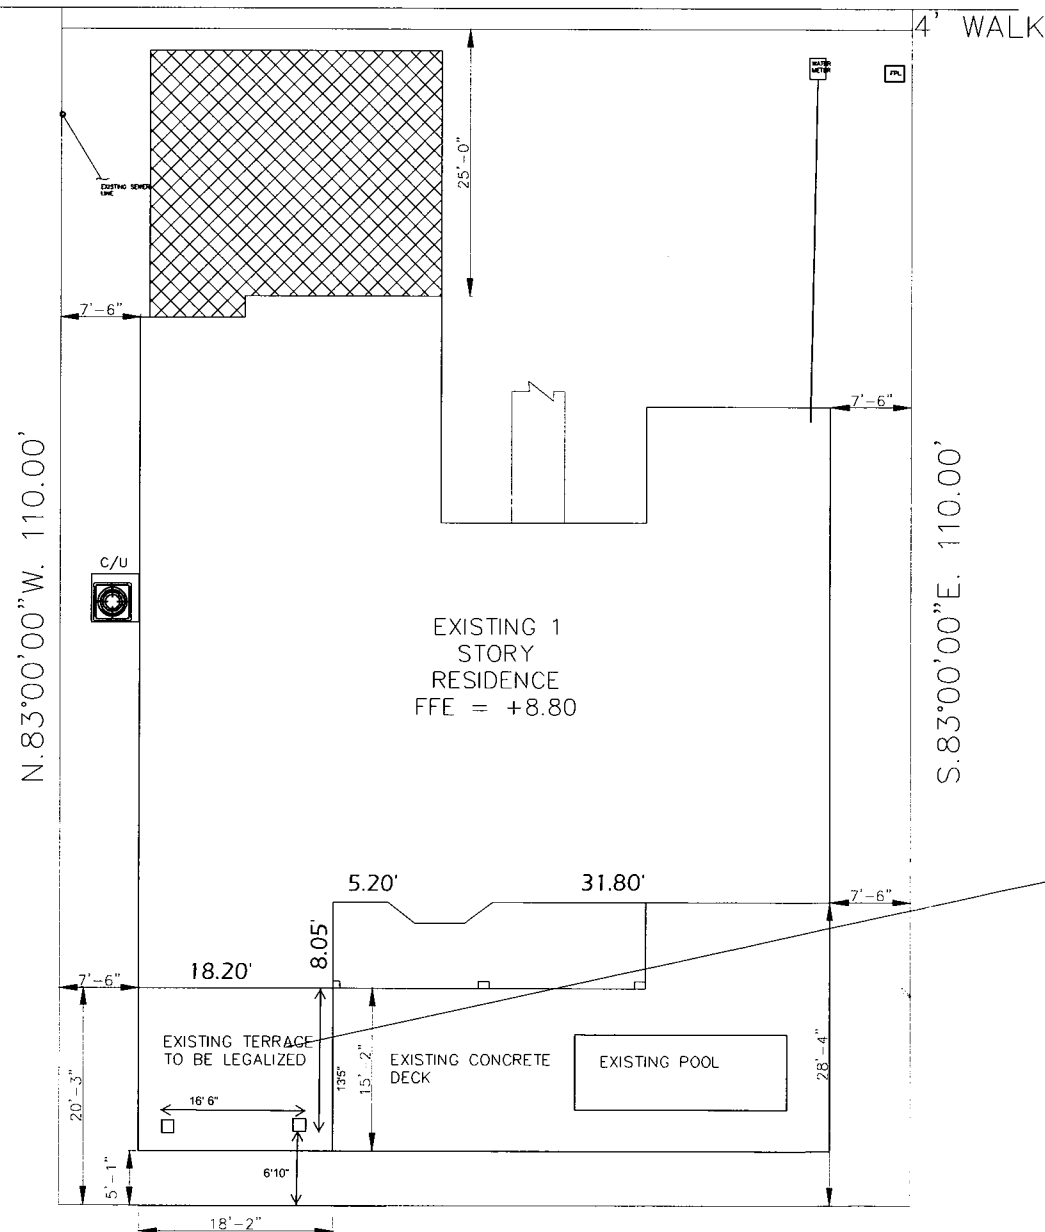 4' WALK
WATER
METER
FPL
25'-0"
EXISTING SEWER
LINE
7'-6"
7'-6"
N.83°00'00"W. 110.00'
S.83°00'00"E. 110.00'
C/U
EXISTING 1
STORY
RESIDENCE
FFE = +8.80
5.20'
31.80'
7'-6"
8.05'
7'-6"
18.20'
EXISTING TERRACE
TO BE LEGALIZED
EXISTING CONCRETE
DECK
EXISTING POOL
20'-3"
13'5"
15'-2"
28'-4"
16' 6"
5'-1"
6'10"
18'-2"